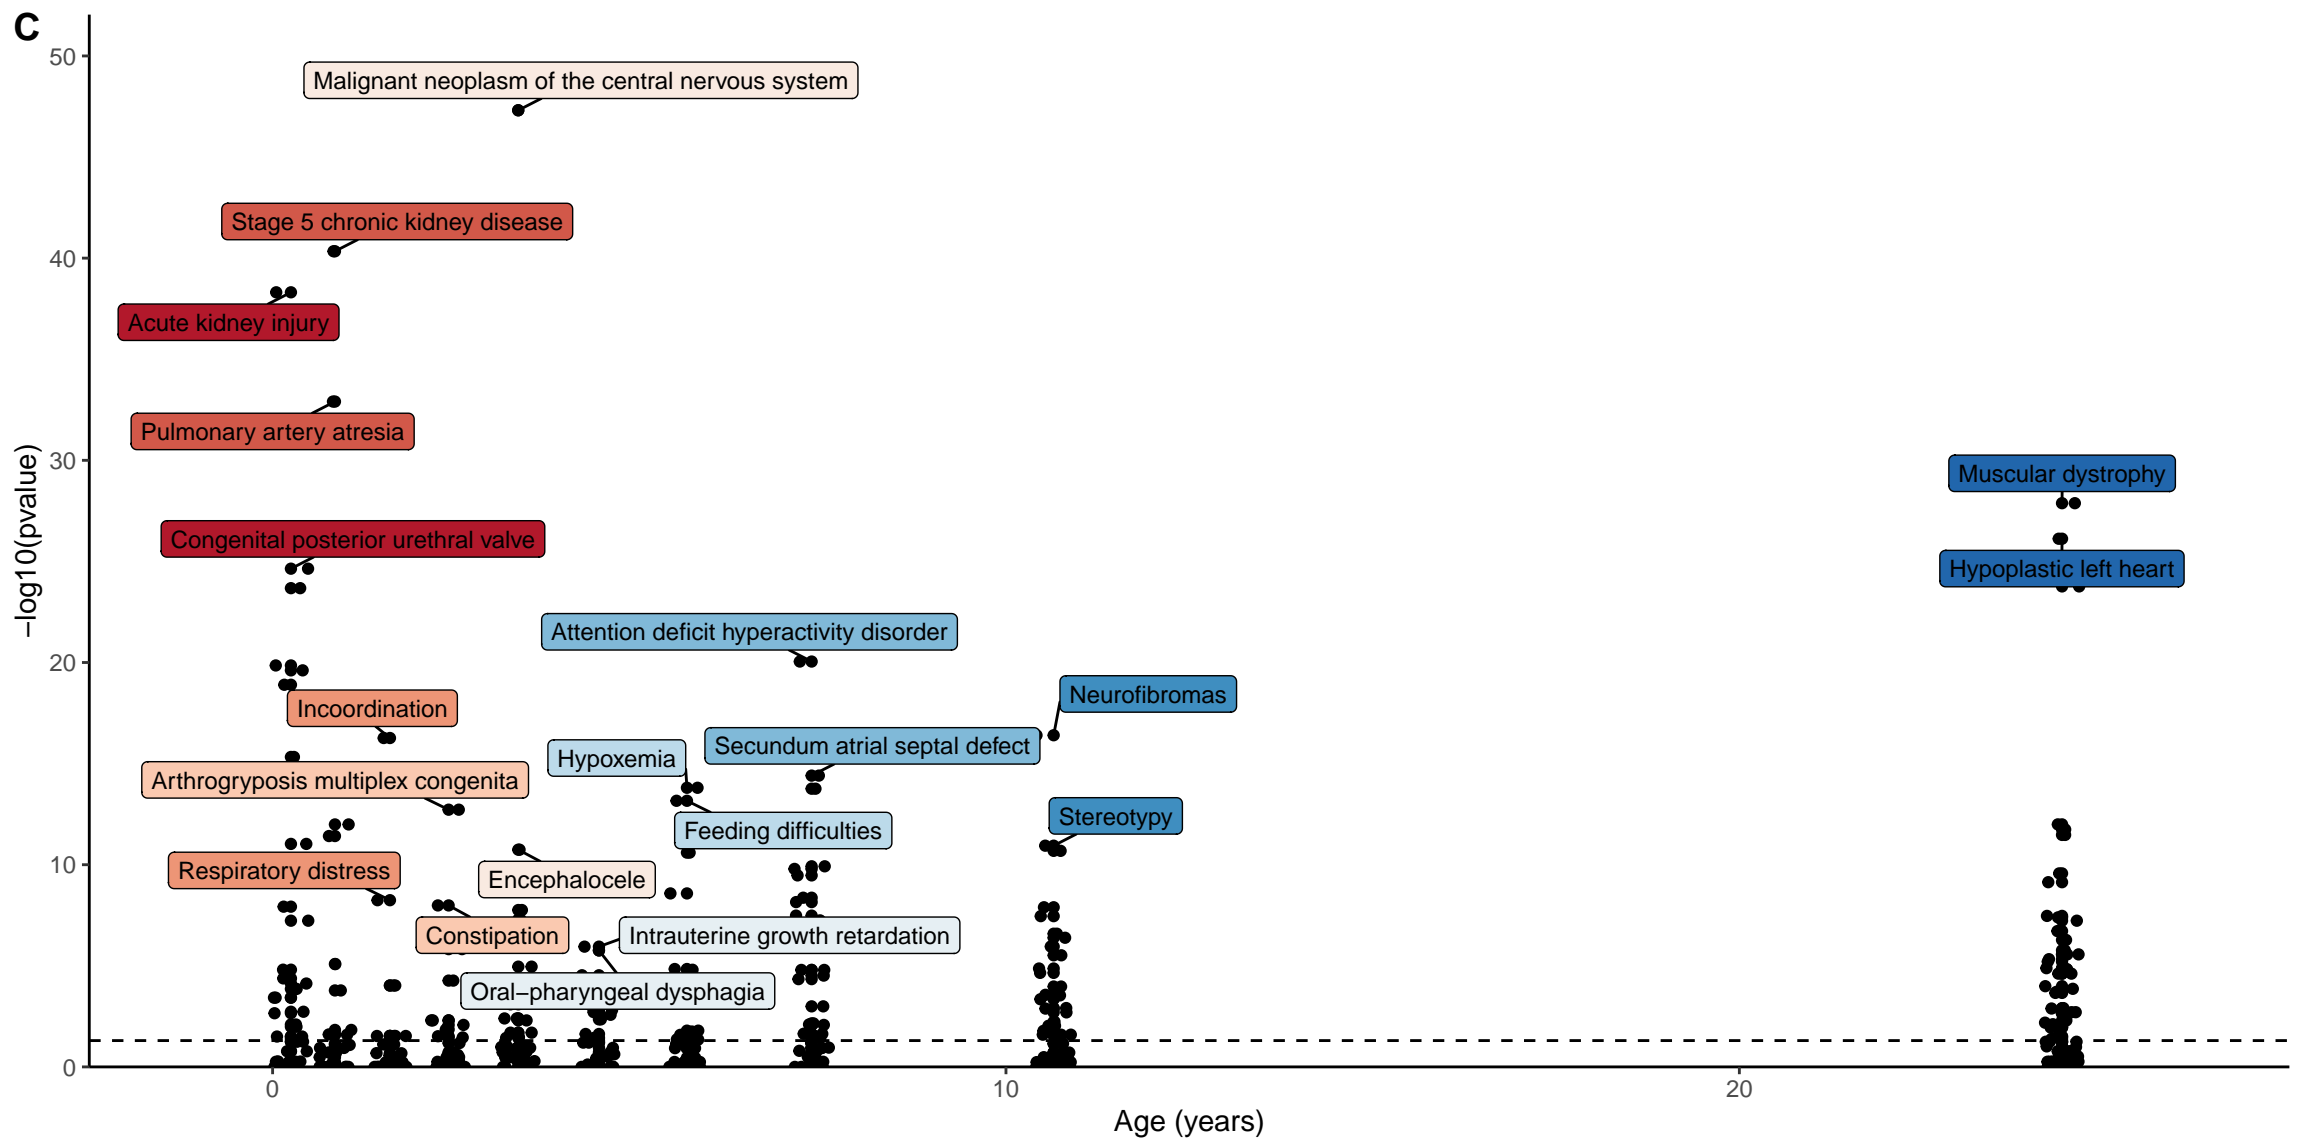 C
50
Malignant neoplasm of the central nervous system
Stage 5 chronic kidney disease
40
Acute kidney injury
Pulmonary artery atresia
30
Muscular dystrophy
Congenital posterior urethral valve
Hypoplastic left heart
Attention deficit hyperactivity disorder
20
Neurofibromas
Incoordination
Secundum atrial septal defect
Hypoxemia
Arthrogryposis multiplex congenita
Stereotypy
Feeding difficulties
10
Respiratory distress
Encephalocele
Constipation
Intrauterine growth retardation
Oral−pharyngeal dysphagia
0
−log10(pvalue)
0 10 20
Age (years)